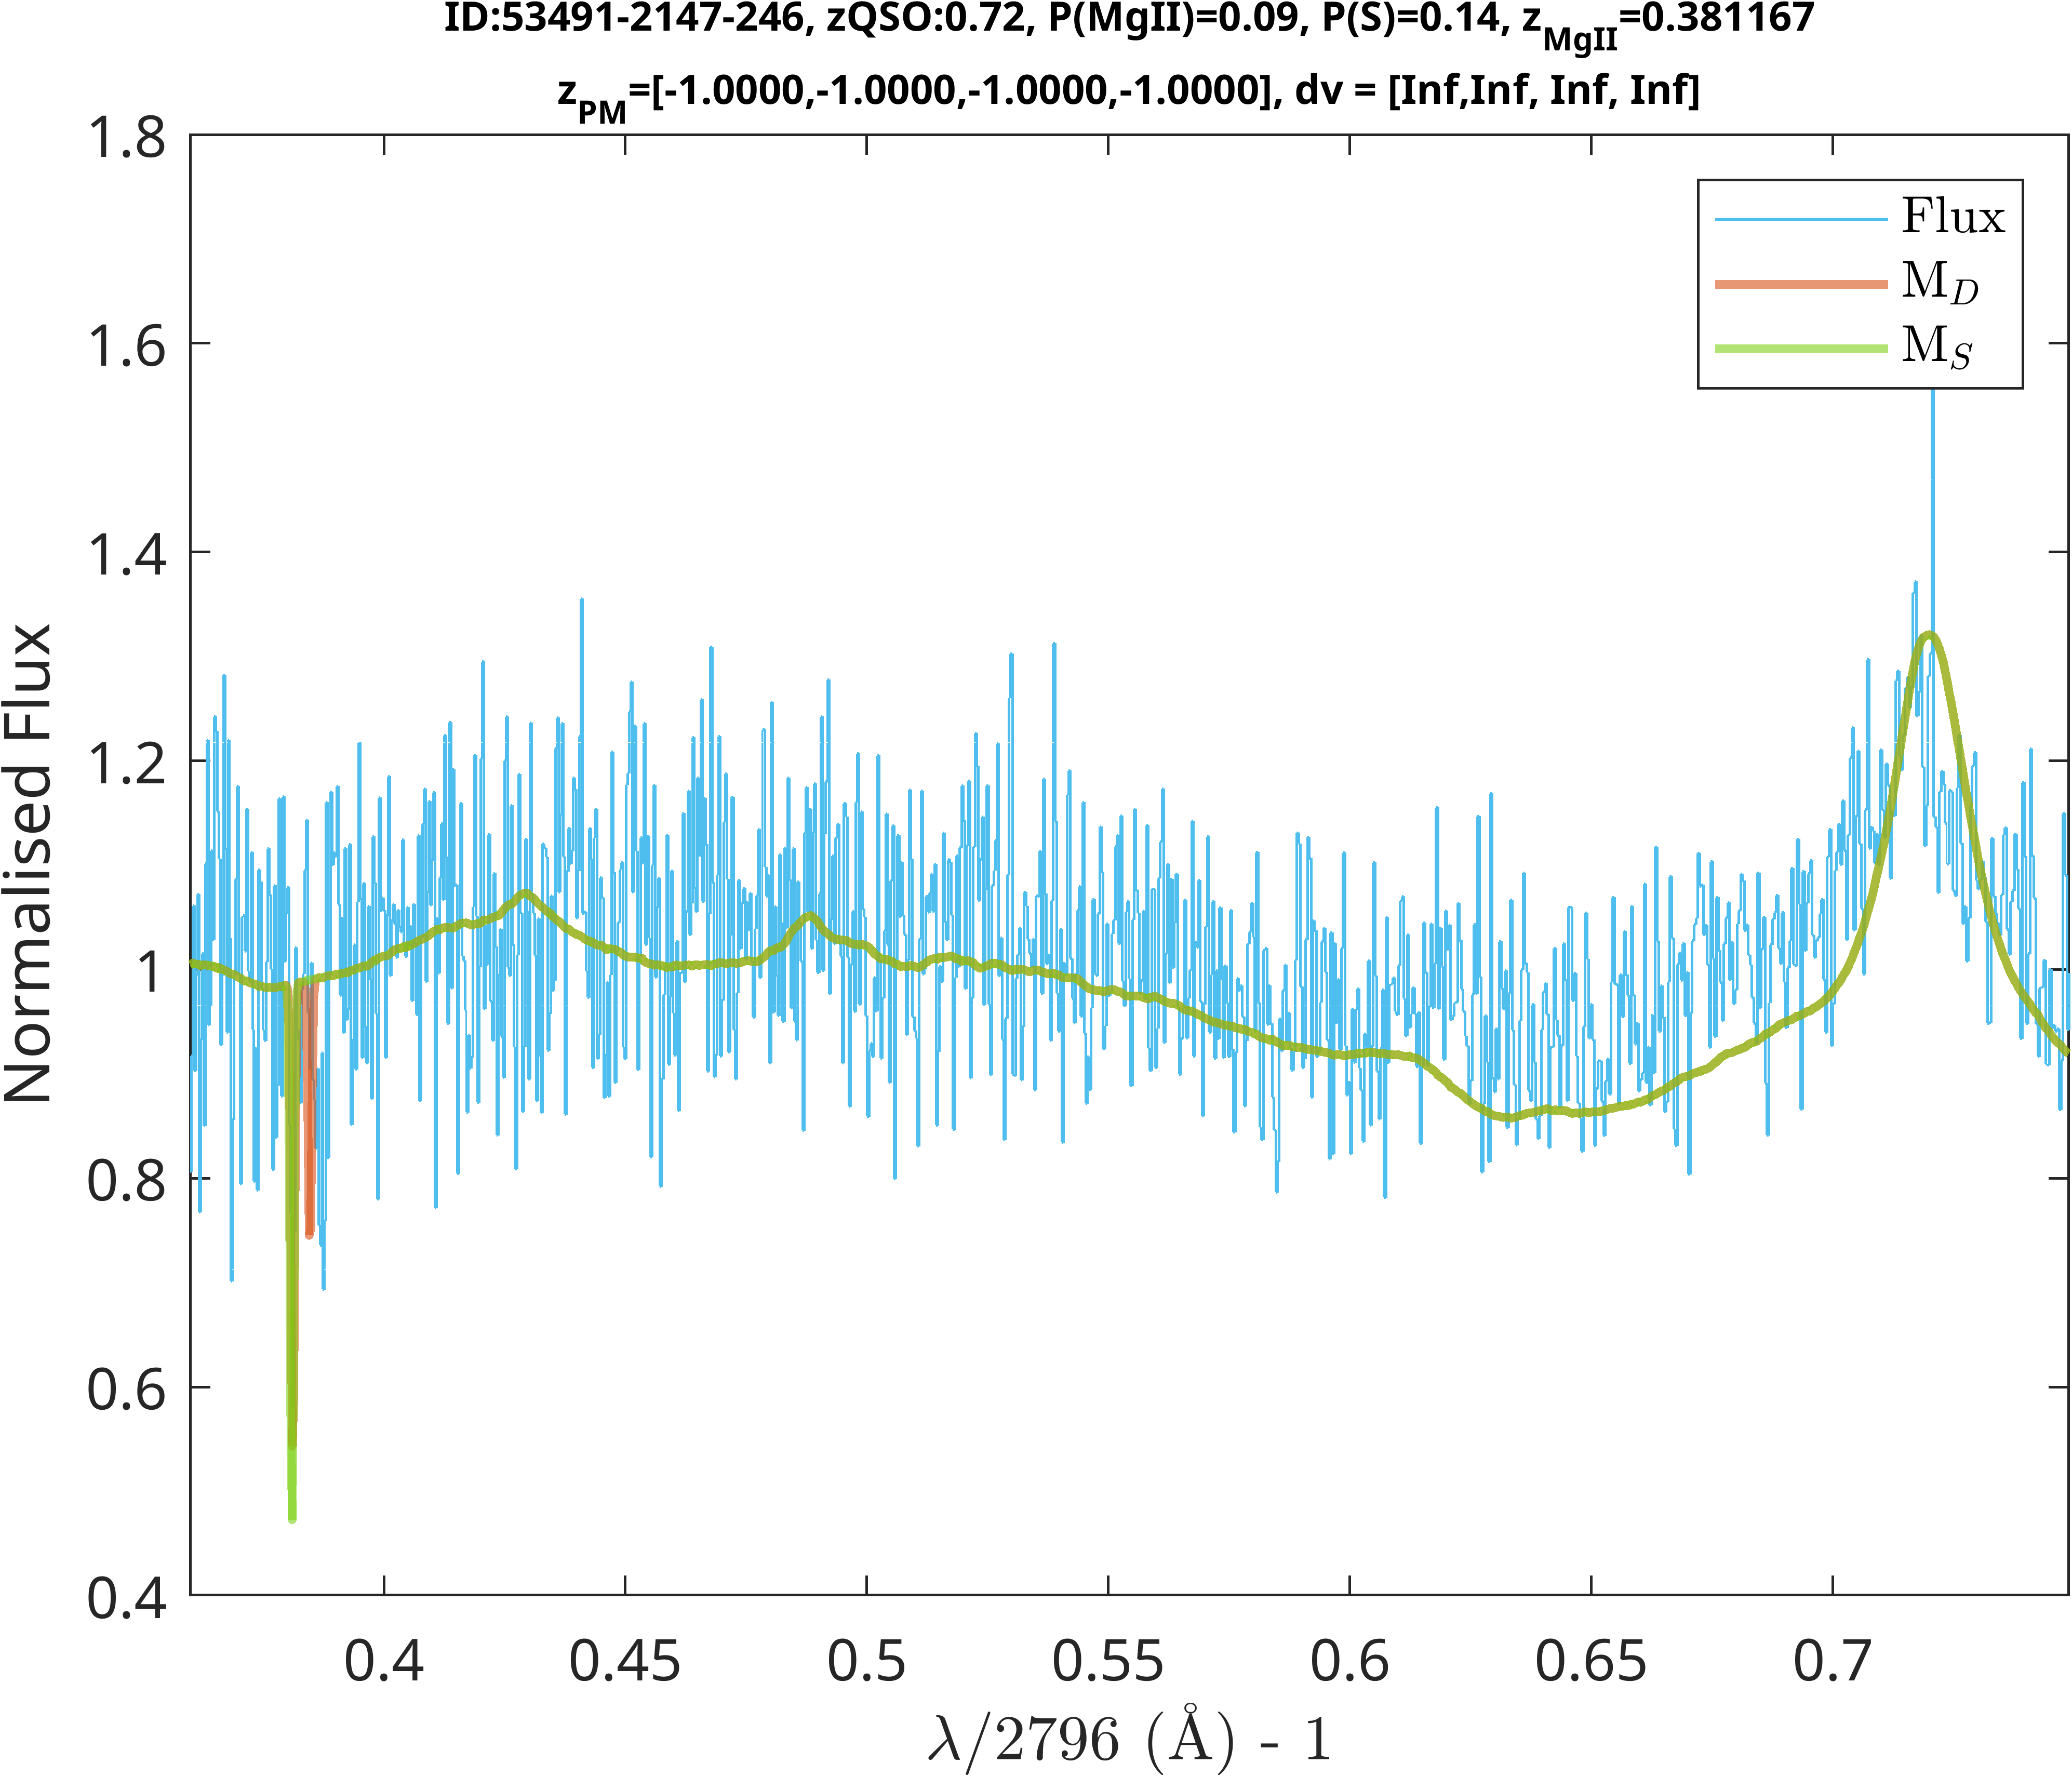 ID:53491-2147-246, zQSO:0.72, P(MgII)=0.09, P(S)=0.14, zMgII=0.381167
zPM=[-1.0000,-1.0000,-1.0000,-1.0000], dv = [Inf,Inf, Inf, Inf]
1.8
1.6
1.4
1.2
1
0.8
0.6
0.4
Normalised Flux
Flux
MD
MS
0.4
0.45
0.5
0.55
0.6
0.65
0.7
λ/2796 (Å) - 1